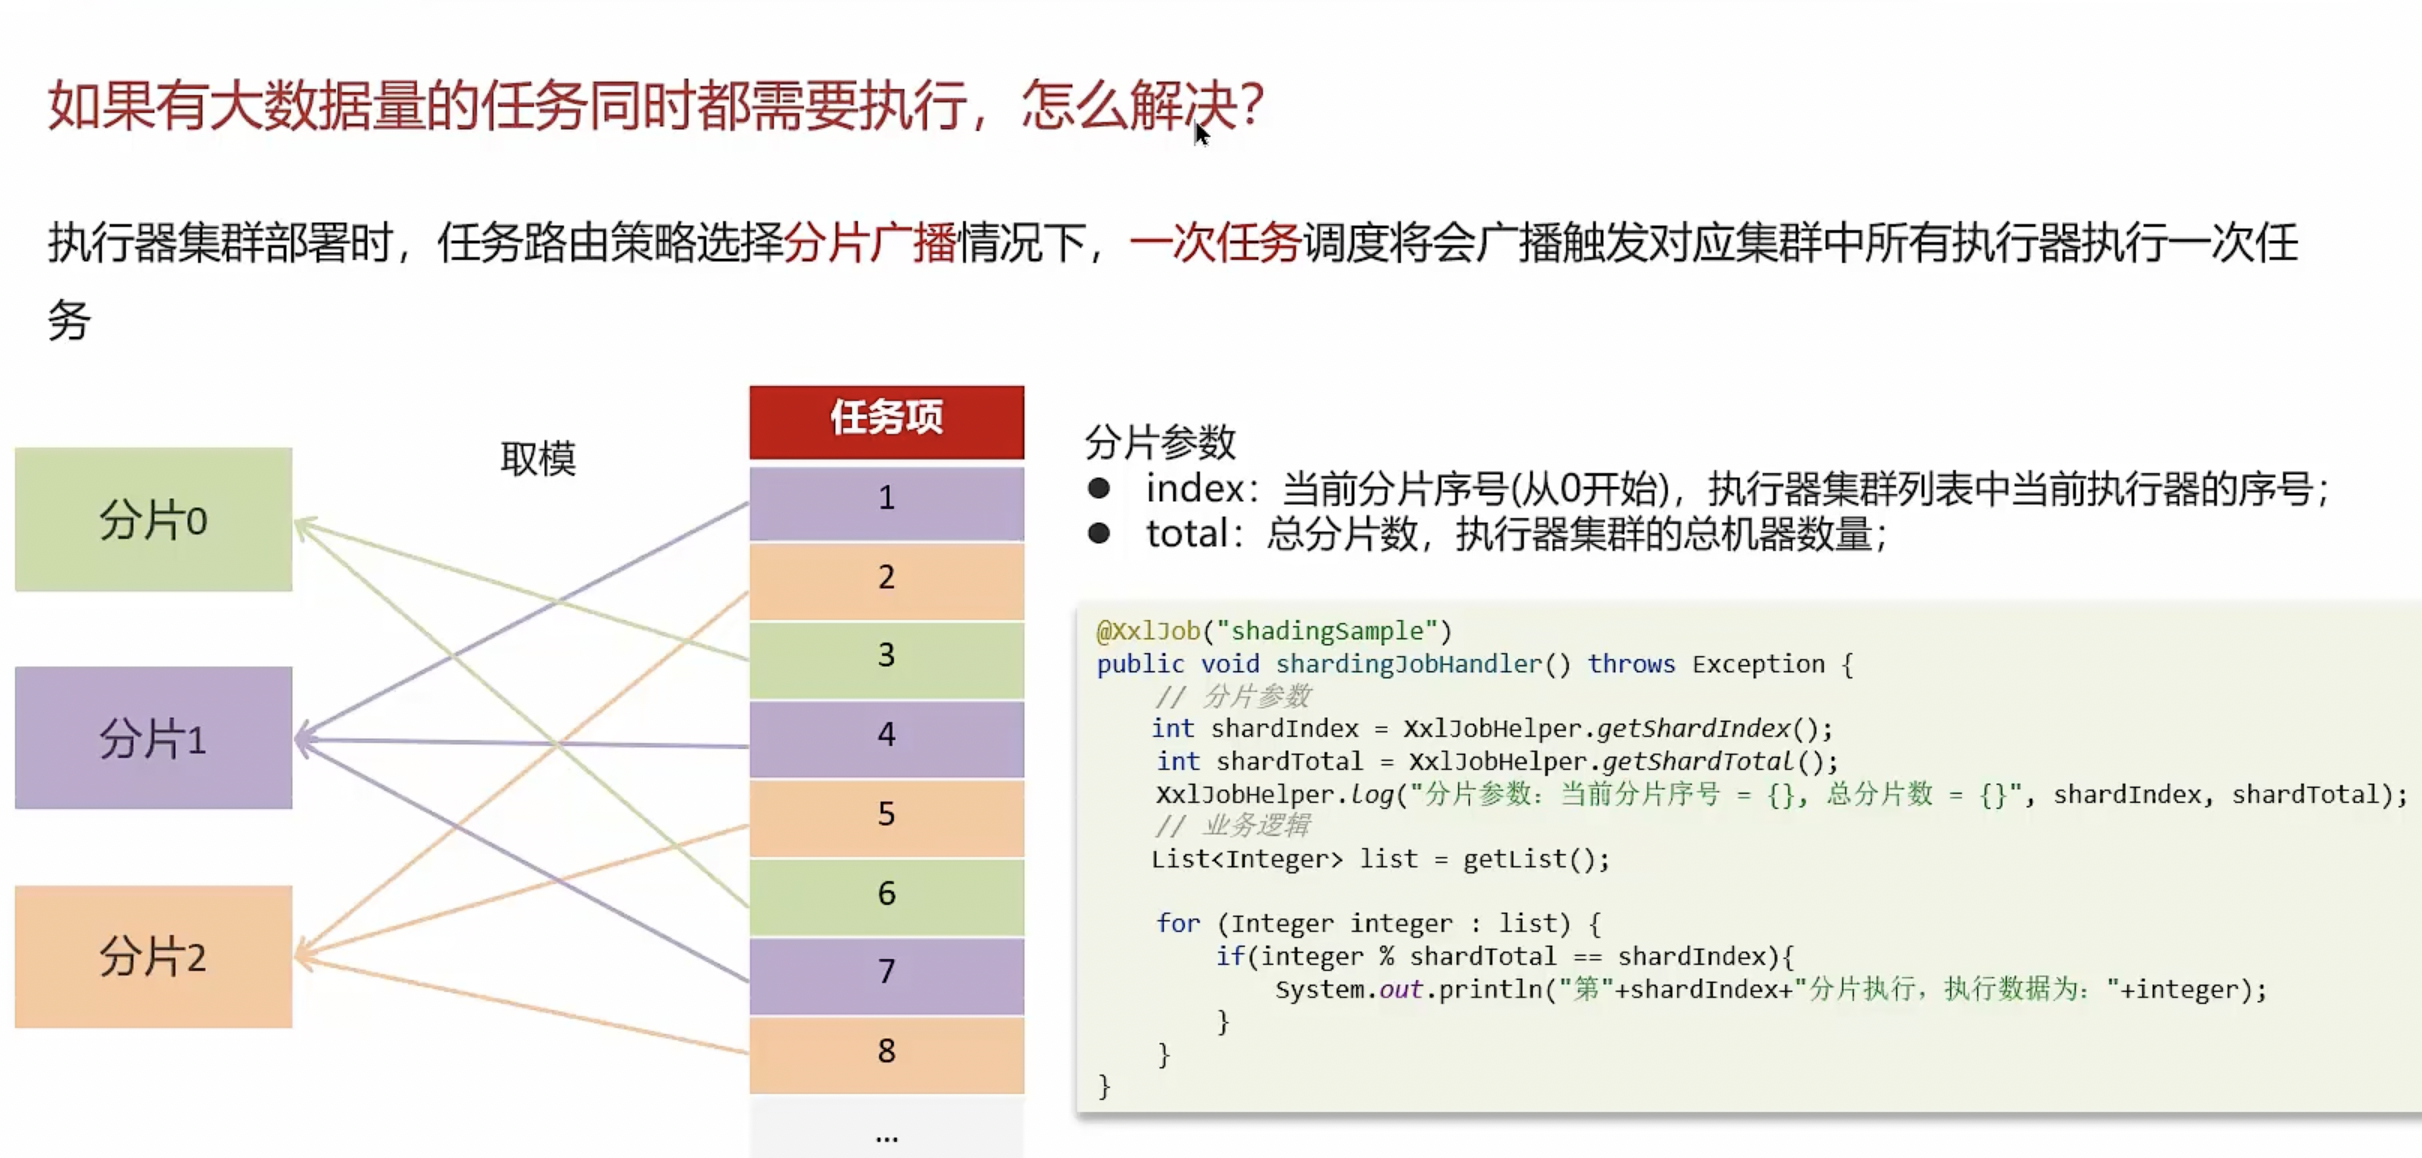 如果有大数据量的任务同时都需要执行，怎么解决？
执行器集群部署时，任务路由策略选择分片广播情况下，一次任务调度将会广播触发对应集群中所有执行器执行一次任
务
取模
分片0
分片1
分片2
任务项
1
2
3
4
5
6
7
8
...
分片参数
● index：当前分片序号(从0开始)，执行器集群列表中当前执行器的序号；
● total：总分片数，执行器集群的总机器数量；
@XxlJob("shadingSample")
public void shardingJobHandler() throws Exception {
// 分片参数
int shardIndex = XxlJobHelper.getShardIndex();
int shardTotal = XxlJobHelper.getShardTotal();
XxlJobHelper.log("分片参数：当前分片序号 = {}, 总分片数 = {}", shardIndex, shardTotal);
// 业务逻辑
List<Integer> list = getList();
for (Integer integer : list) {
if(integer % shardTotal == shardIndex){
System.out.println("第"+shardIndex+"分片执行，执行数据为："+integer);
}
}
}